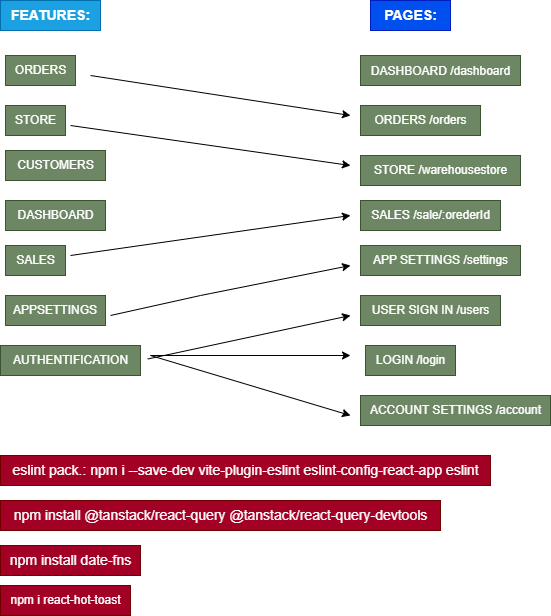 FEATURES:
PAGES:
ORDERS
DASHBOARD /dashboard
STORE
ORDERS /orders
CUSTOMERS
STORE /warehousestore
DASHBOARD
SALES /sale/:orederId
SALES
APP SETTINGS /settings
APPSETTINGS
USER SIGN IN /users
AUTHENTIFICATION
LOGIN /login
ACCOUNT SETTINGS /account
eslint pack.: npm i --save-dev vite-plugin-eslint eslint-config-react-app eslint
npm install @tanstack/react-query @tanstack/react-query-devtools
npm install date-fns
npm i react-hot-toast